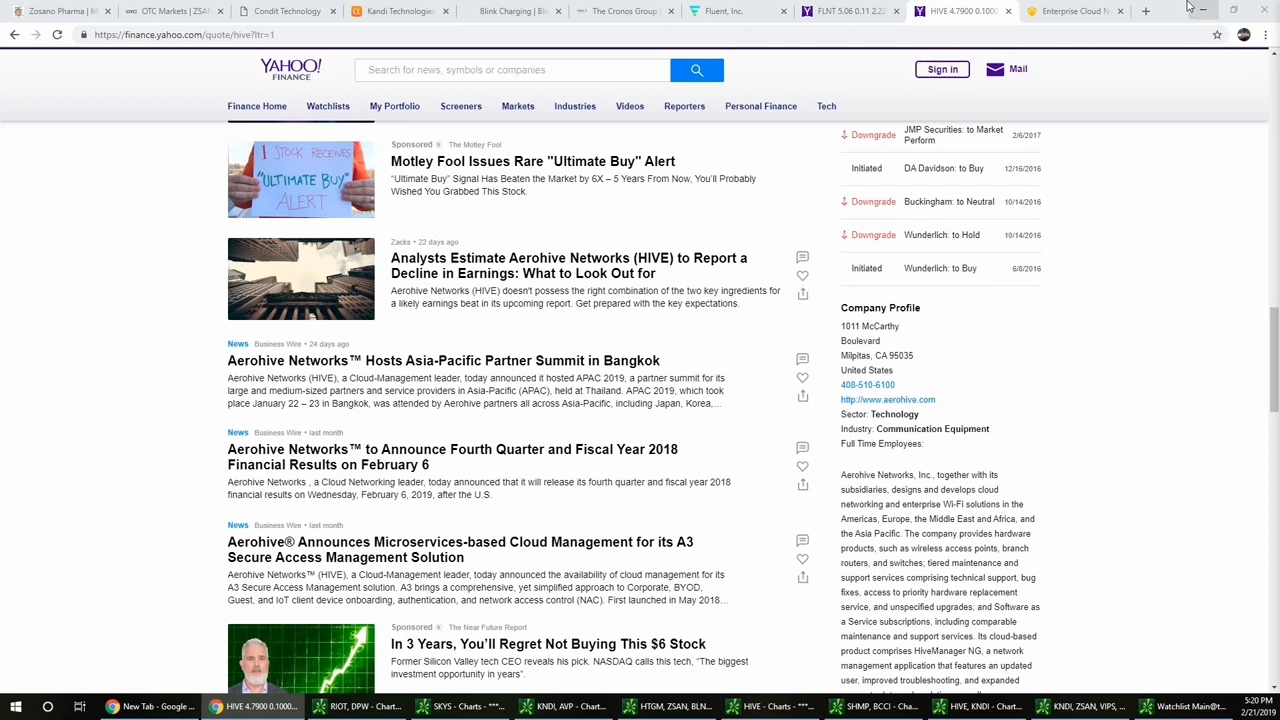 Zosano Pharma | M
OTC Markets | ZSAN
Condit Technology
Kandi Technologies
Blink Charging | Bli
The Cronos Group |
Fluent, Inc.
FLNT 5.06 0.11 2.22
HIVE 4.7900 0.1000
Enterprise Cloud N
https://finance.yahoo.com/quote/hive?ltr=1
YAHOO!
FINANCE
Search for news, symbols or companies
Sign in
Mail
Finance Home
Watchlists
My Portfolio
Screeners
Markets
Industries
Videos
Reporters
Personal Finance
Tech
I STOCK RECEIVES
"ULTIMATE BUY"
ALERT
Sponsored
The Motley Fool
Motley Fool Issues Rare "Ultimate Buy" Alert
“Ultimate Buy” Signal Has Beaten the Market by 6X – 5 Years From Now, You’ll Probably
Wished You Grabbed This Stock.
Zacks • 22 days ago
Analysts Estimate Aerohive Networks (HIVE) to Report a
Decline in Earnings: What to Look Out for
Aerohive Networks (HIVE) doesn't possess the right combination of the two key ingredients for
a likely earnings beat in its upcoming report. Get prepared with the key expectations.
News Business Wire • 24 days ago
Aerohive Networks™ Hosts Asia-Pacific Partner Summit in Bangkok
Aerohive Networks (HIVE), a Cloud-Management leader, today announced it hosted APAC 2019, a partner summit for its
large and medium-sized partners and service providers in Asia-Pacific (APAC), held at Thailand. APAC 2019, which took
place January 22 – 23 in Bangkok, was attended by Aerohive partners all across Asia-Pacific, including Japan, Korea,…
News Business Wire • last month
Aerohive Networks™ to Announce Fourth Quarter and Fiscal Year 2018
Financial Results on February 6
Aerohive Networks , a Cloud Networking leader, today announced that it will release its fourth quarter and fiscal year 2018
financial results on Wednesday, February 6, 2019, after the U.S.
News Business Wire • last month
Aerohive® Announces Microservices-based Cloud Management for its A3
Secure Access Management Solution
Aerohive Networks™ (HIVE), a Cloud-Management leader, today announced the availability of cloud management for its
A3 Secure Access Management solution. A3 brings a comprehensive, yet simplified approach to Corporate, BYOD,
Guest, and IoT client device onboarding, authentication, and network access control (NAC). First launched in May 2018…
Sponsored
The Near Future Report
In 3 Years, You’ll Regret Not Buying This $6 Stock
Former Silicon Valley tech CEO reveals his pick. NASDAQ calls this tech, “The biggest
investment opportunity in years”.
Downgrade JMP Securities: to Market
Perform 2/6/2017
Initiated DA Davidson: to Buy 12/16/2016
Downgrade Buckingham: to Neutral 10/14/2016
Downgrade Wunderlich: to Hold 10/14/2016
Initiated Wunderlich: to Buy 6/8/2016
Company Profile
1011 McCarthy
Boulevard
Milpitas, CA 95035
United States
408-510-6100
http://www.aerohive.com
Sector: Technology
Industry: Communication Equipment
Full Time Employees:
Aerohive Networks, Inc., together with its
subsidiaries, designs and develops cloud
networking and enterprise Wi-Fi solutions in the
Americas, Europe, the Middle East and Africa, and
the Asia Pacific. The company provides hardware
products, such as wireless access points, branch
routers, and switches; tiered maintenance and
support services comprising technical support, bug
fixes, access to priority hardware replacement
service, and unspecified upgrades; and Software as
a Service subscriptions, including comparable
maintenance and support services. Its cloud-based
product comprises HiveManager NG, a network
management application that features an updated
user, improved troubleshooting, and expanded
New Tab - Google ...
HIVE 4.7900 0.1000...
RIOT, DPW - Chart...
SKYS - Charts - ***...
KNDI, AVP - Charts...
HTGM, ZSAN, BLN...
HIVE - Charts - ***...
SHMP, BCCI - Char...
HIVE, KNDI - Chart...
KNDI, ZSAN, VIPS, ...
Watchlist Main@t...
5:20 PM
2/21/2019